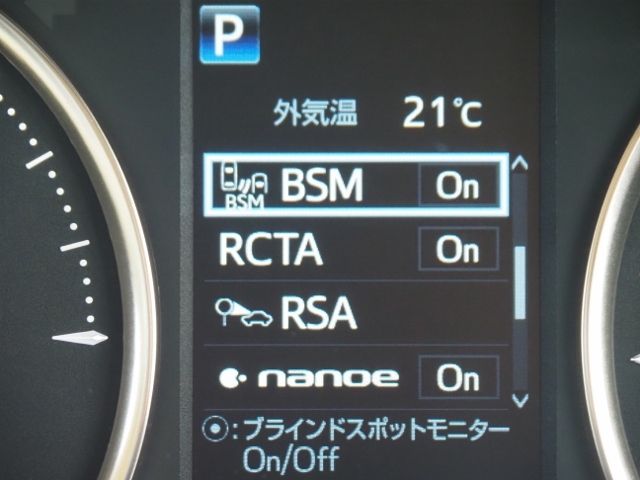 P
外気温 21℃
BSM BSM On
RCTA On
RSA
nanoe On
:ブラインドスポットモニター
On/Off